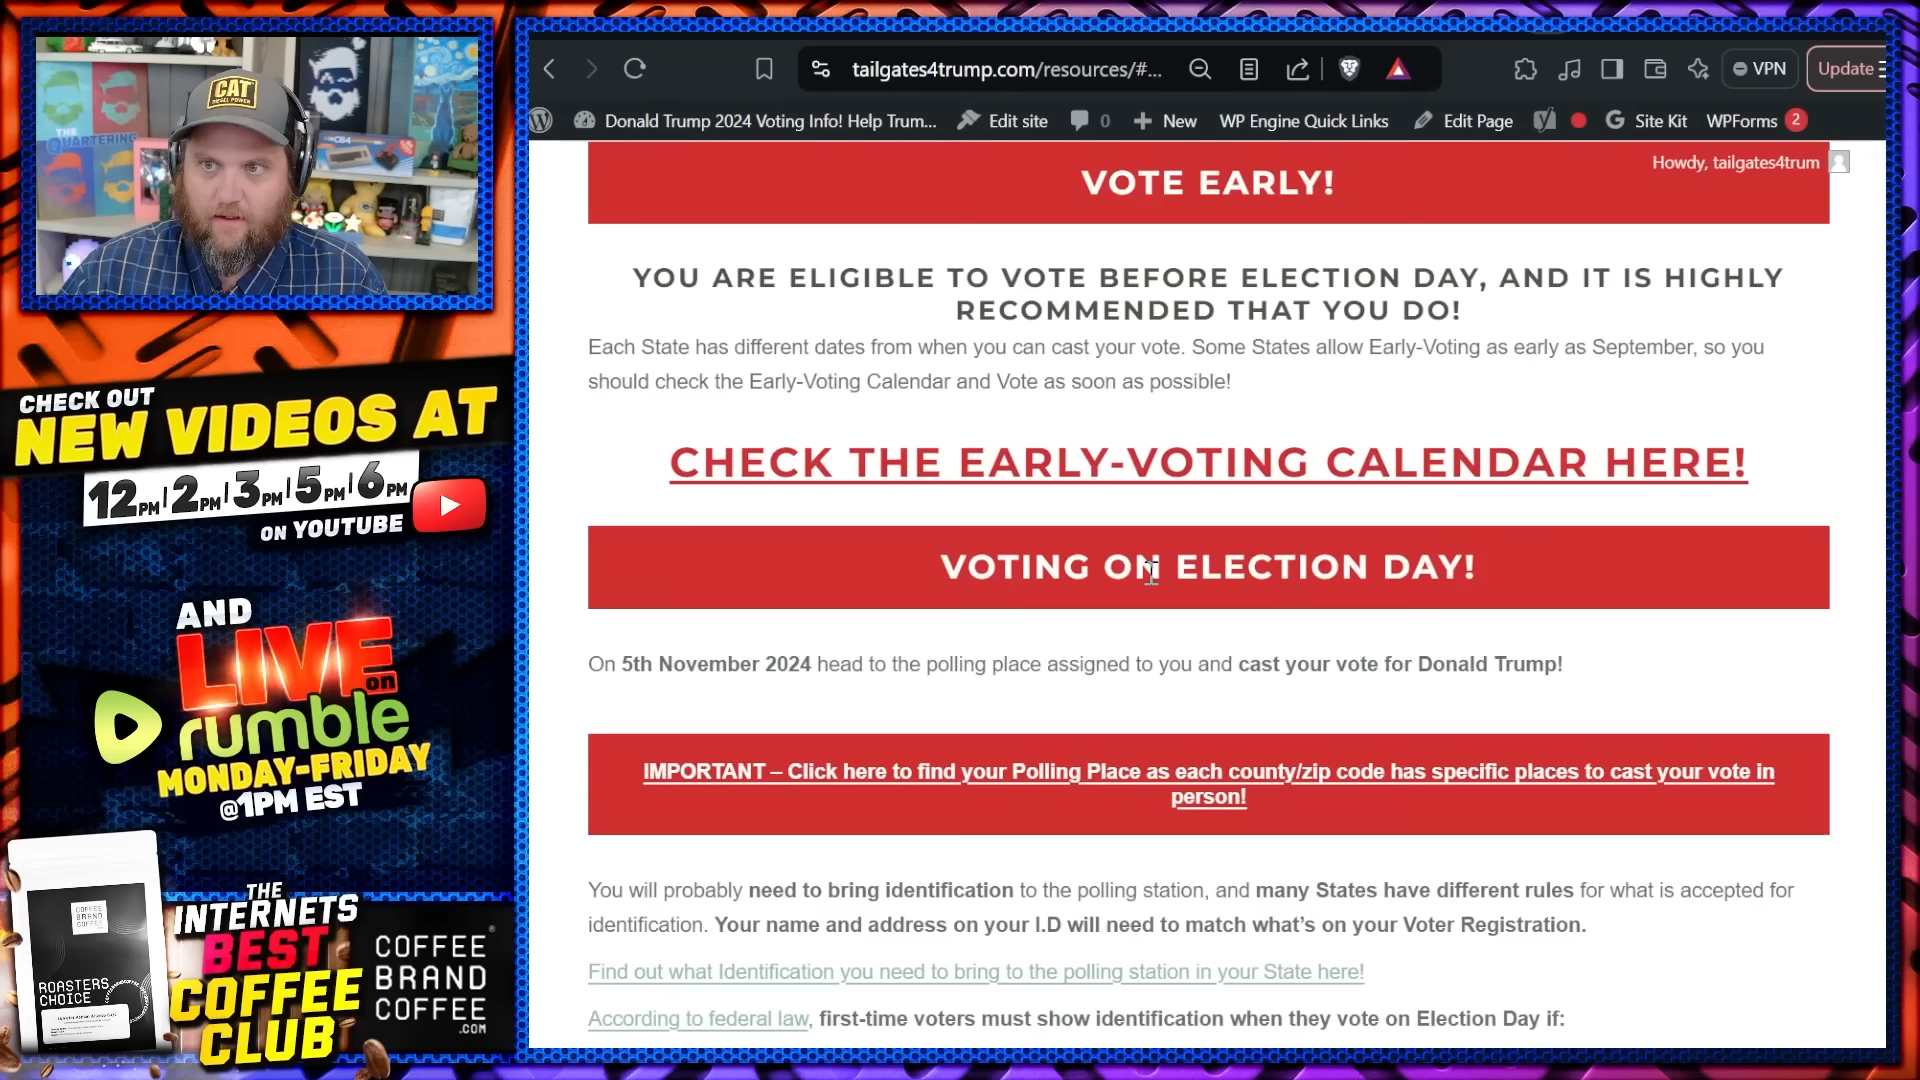 THE
QUARTERING
CAT
DIESEL POWER
C64
CHECK OUT
NEW VIDEOS AT
12PM | 2PM | 3PM | 5PM | 6PM
ON YOUTUBE
AND
LIVE on
rumble
MONDAY-FRIDAY
@1PM EST
COFFEE
BRAND
COFFEE
ROASTERS
CHOICE
THE
INTERNETS
BEST
COFFEE
CLUB
COFFEE
BRAND
COFFEE
.COM
tailgates4trump.com/resources/#...
VPN
Update
Donald Trump 2024 Voting Info! Help Trum...
Edit site
0
New
WP Engine Quick Links
Edit Page
Site Kit
WPForms 2
Howdy, tailgates4trum
VOTE EARLY!
YOU ARE ELIGIBLE TO VOTE BEFORE ELECTION DAY, AND IT IS HIGHLY
RECOMMENDED THAT YOU DO!
Each State has different dates from when you can cast your vote. Some States allow Early-Voting as early as September, so you
should check the Early-Voting Calendar and Vote as soon as possible!
CHECK THE EARLY-VOTING CALENDAR HERE!
VOTING ON ELECTION DAY!
On 5th November 2024 head to the polling place assigned to you and cast your vote for Donald Trump!
IMPORTANT – Click here to find your Polling Place as each county/zip code has specific places to cast your vote in
person!
You will probably need to bring identification to the polling station, and many States have different rules for what is accepted for
identification. Your name and address on your I.D will need to match what's on your Voter Registration.
Find out what Identification you need to bring to the polling station in your State here!
According to federal law, first-time voters must show identification when they vote on Election Day if: